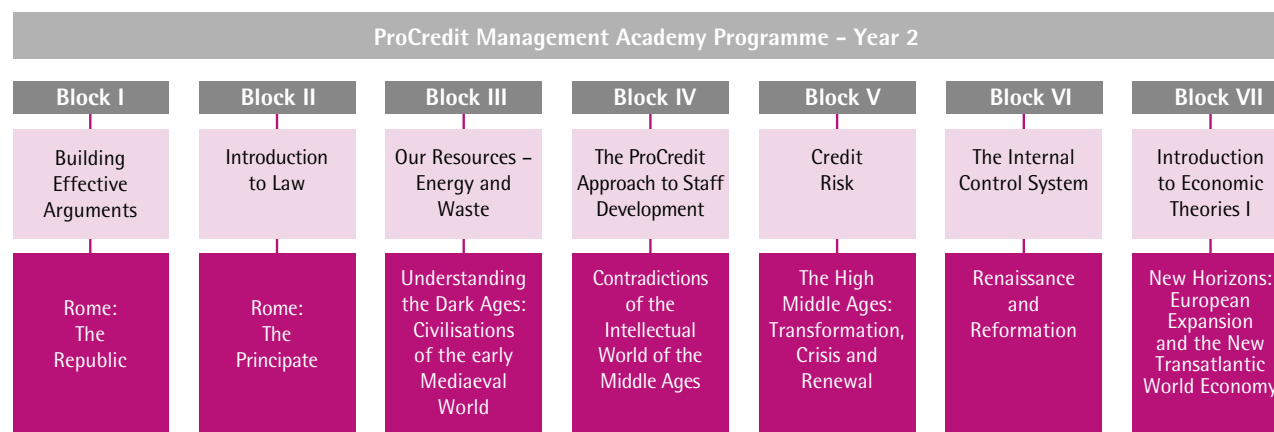 ProCredit Management Academy Programme – Year 2
Block I
Building
Effective
Arguments
Rome:
The
Republic
Block II
Introduction
to Law
Rome:
The
Principate
Block III
Our Resources –
Energy and
Waste
Understanding
the Dark Ages:
Civilisations
of the early
Mediaeval
World
Block IV
The ProCredit
Approach to Staff
Development
Contradictions
of the
Intellectual
World of the
Middle Ages
Block V
Credit
Risk
The High
Middle Ages:
Transformation,
Crisis and
Renewal
Block VI
The Internal
Control System
Renaissance
and
Reformation
Block VII
Introduction
to Economic
Theories I
New Horizons:
European
Expansion
and the New
Transatlantic
World Economy